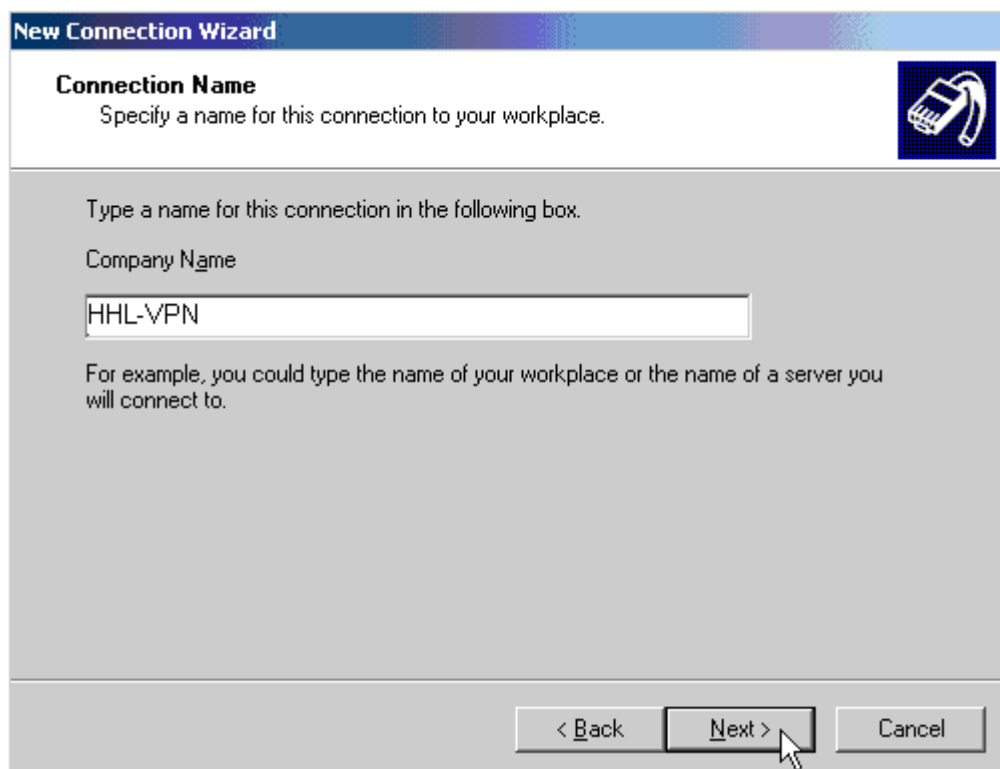 New Connection Wizard
Connection Name
Specify a name for this connection to your workplace.
Type a name for this connection in the following box.
Company Name
HHL-VPN
For example, you could type the name of your workplace or the name of a server you
will connect to.
< Back Next > Cancel